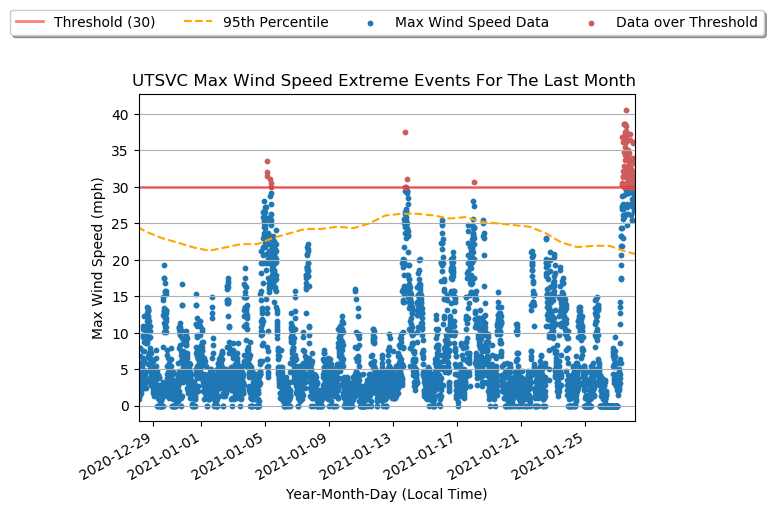 Threshold (30) 95th Percentile Max Wind Speed Data Data over Threshold
UTSVC Max Wind Speed Extreme Events For The Last Month
40
35
30
25
20
15
10
5
0
Max Wind Speed (mph)
2020-12-29 2021-01-01 2021-01-05 2021-01-09 2021-01-13 2021-01-17 2021-01-21 2021-01-25
Year-Month-Day (Local Time)